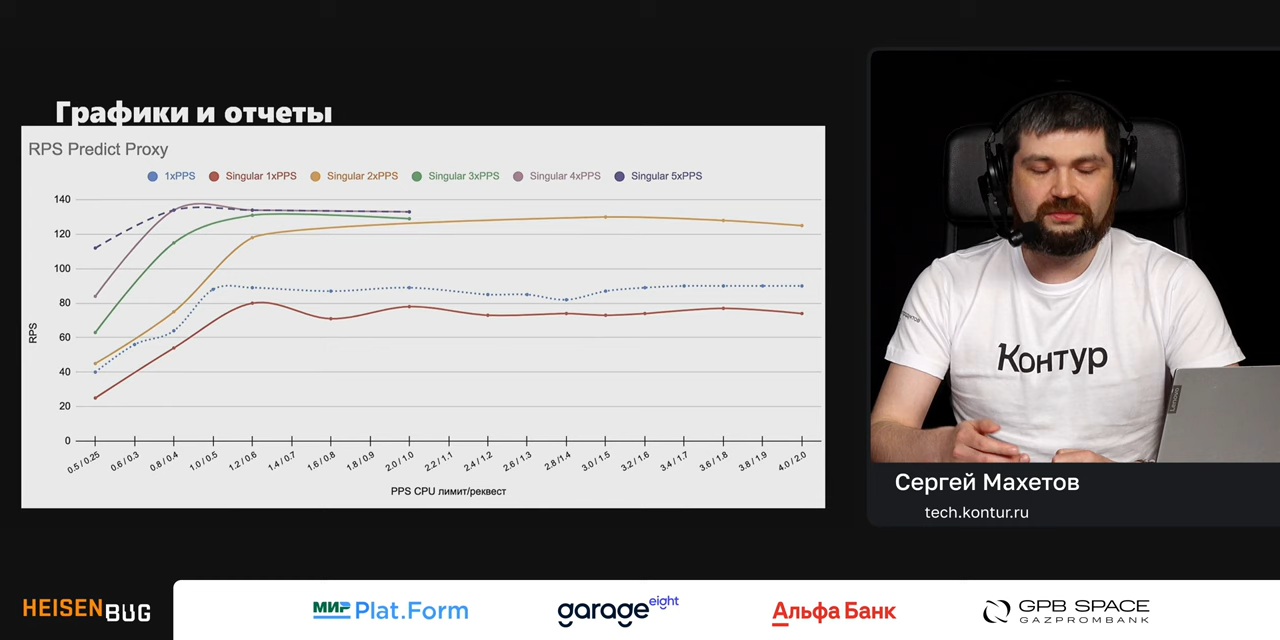 Графики и отчеты
RPS Predict Proxy
1xPPS Singular 1xPPS Singular 2xPPS Singular 3xPPS Singular 4xPPS Singular 5xPPS
140
120
100
80
60
40
20
0
RPS
0.5 / 0.25 0.6 / 0.3 0.8 / 0.4 1.0 / 0.5 1.2 / 0.6 1.4 / 0.7 1.6 / 0.8 1.8 / 0.9 2.0 / 1.0 2.2 / 1.1 2.4 / 1.2 2.6 / 1.3 2.8 / 1.4 3.0 / 1.5 3.2 / 1.6 3.4 / 1.7 3.6 / 1.8 3.8 / 1.9 4.0 / 2.0
PPS CPU лимит/реквест
Контур
Lenovo
Сергей Махетов
tech.kontur.ru
HEISENBUG
МИР Plat.Form
garage eight
Альфа Банк
GPB SPACE
GAZPROMBANK